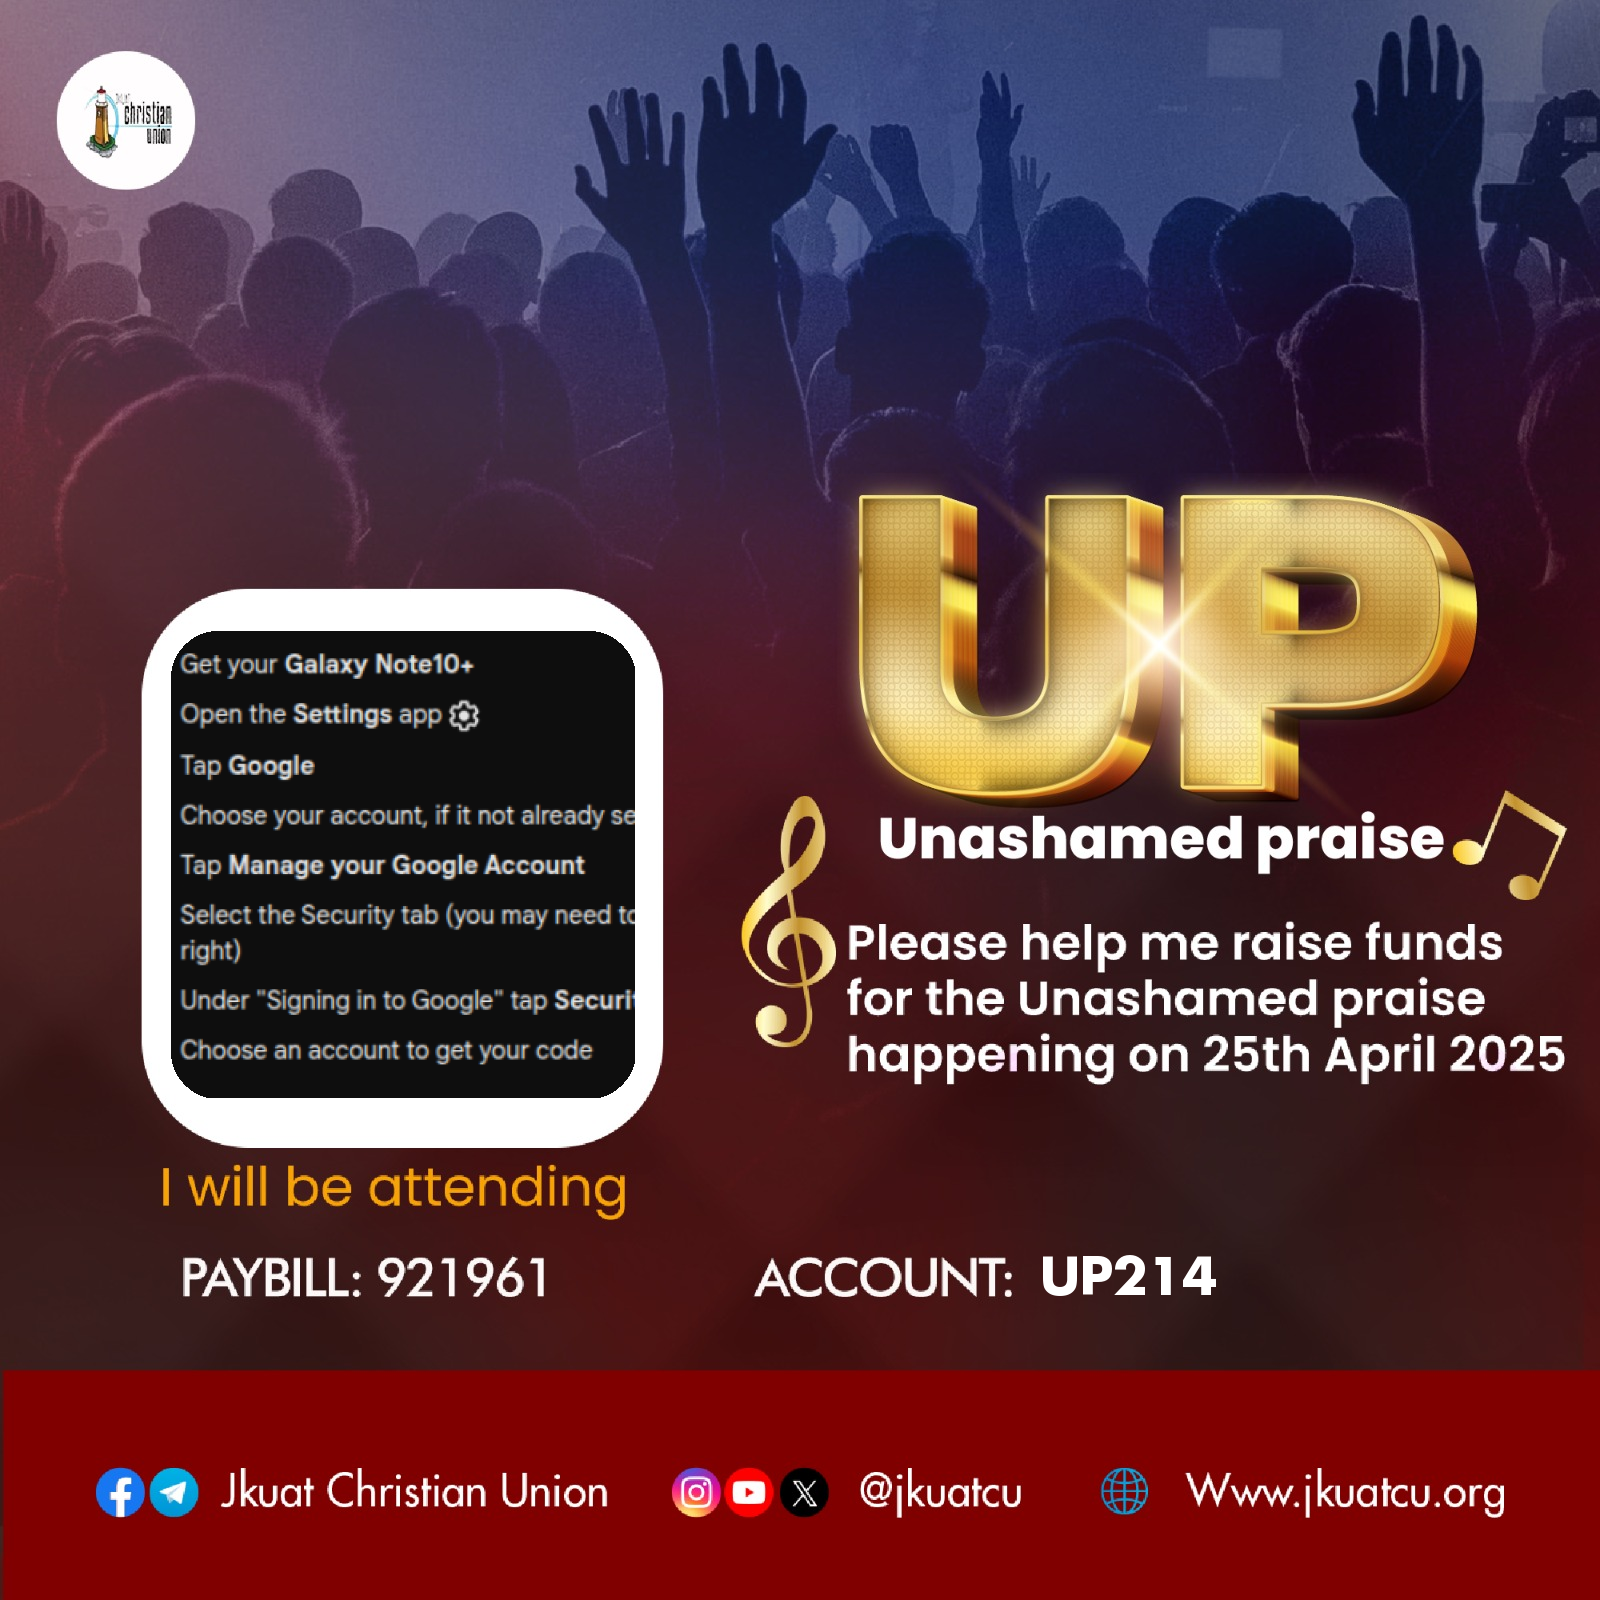 christian
union
UP
Unashamed praise
Please help me raise funds
for the Unashamed praise
happening on 25th April 2025
Get your Galaxy Note10+
Open the Settings app
Tap Google
Choose your account, if it not already se
Tap Manage your Google Account
Select the Security tab (you may need to
right)
Under "Signing in to Google" tap Securit
Choose an account to get your code
I will be attending
PAYBILL: 921961
ACCOUNT: UP214
Jkuat Christian Union
@jkuatcu
Www.jkuatcu.org